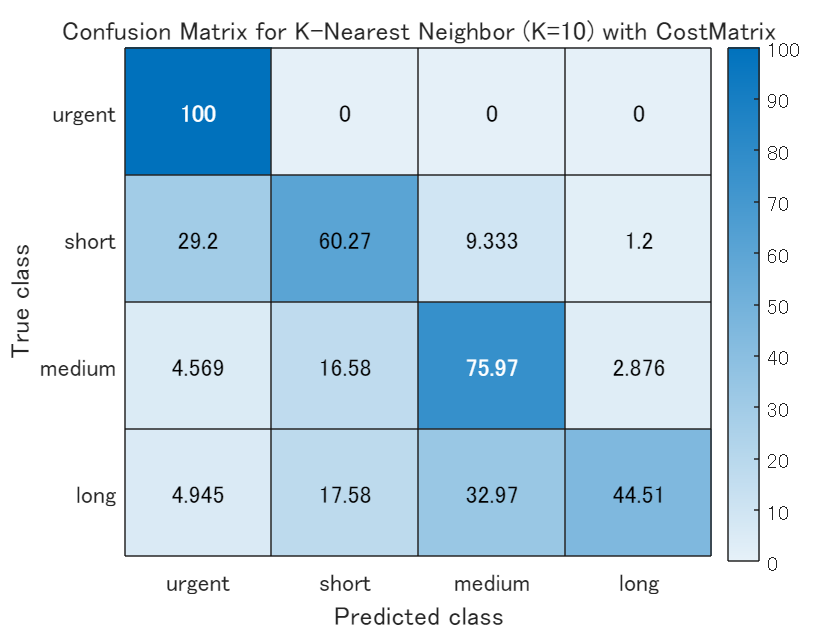 Confusion Matrix for K-Nearest Neighbor (K=10) with CostMatrix
True class
urgent 100 0 0 0
short 29.2 60.27 9.333 1.2
medium 4.569 16.58 75.97 2.876
long 4.945 17.58 32.97 44.51
urgent short medium long
Predicted class
100
90
80
70
60
50
40
30
20
10
0